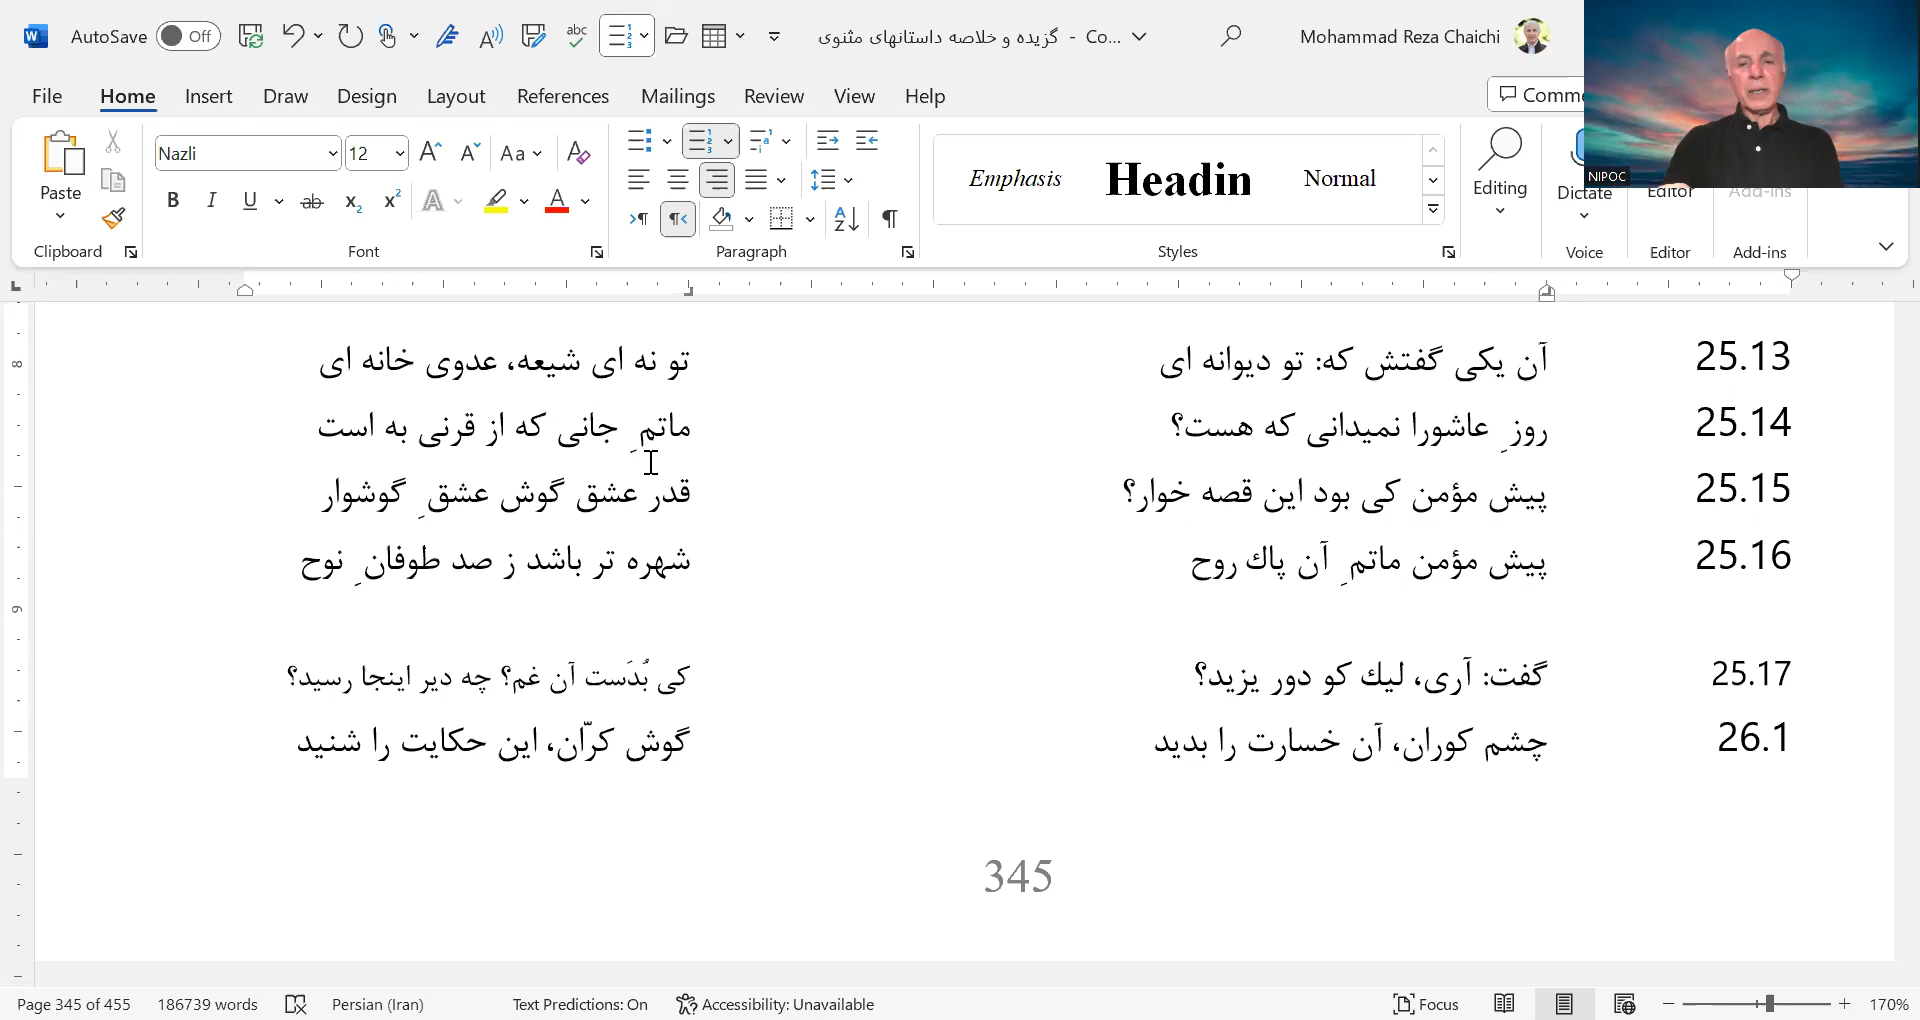 AutoSave Off گزیده و خلاصه داستانهای مثنوی - Co... Mohammad Reza Chaichi
File Home Insert Draw Design Layout References Mailings Review View Help
Paste Nazli 12 Aa Emphasis Headin Normal Editing Dictate Editor Add-ins
NIPOC
Clipboard Font Paragraph Styles Voice Editor Add-ins
25.13 آن یکی گفتش که: تو دیوانه ای تو نه ای شیعه، عدوی خانه ای
25.14 روزِ عاشورا نمیدانی که هست؟ ماتمِ جانی که از قرنی به است
25.15 پیش مؤمن کی بود این قصه خوار؟ قدر عشق گوش عشقِ گوشوار
25.16 پیش مؤمن ماتمِ آن پاك روح شهره تر باشد ز صد طوفانِ نوح
25.17 گفت: آری، لیك کو دور یزید؟ کی بُدَست آن غم؟ چه دیر اینجا رسید؟
26.1 چشم کوران، آن خسارت را بدید گوش کرّان، این حکایت را شنید
345
Page 345 of 455 186739 words Persian (Iran) Text Predictions: On Accessibility: Unavailable Focus 170%